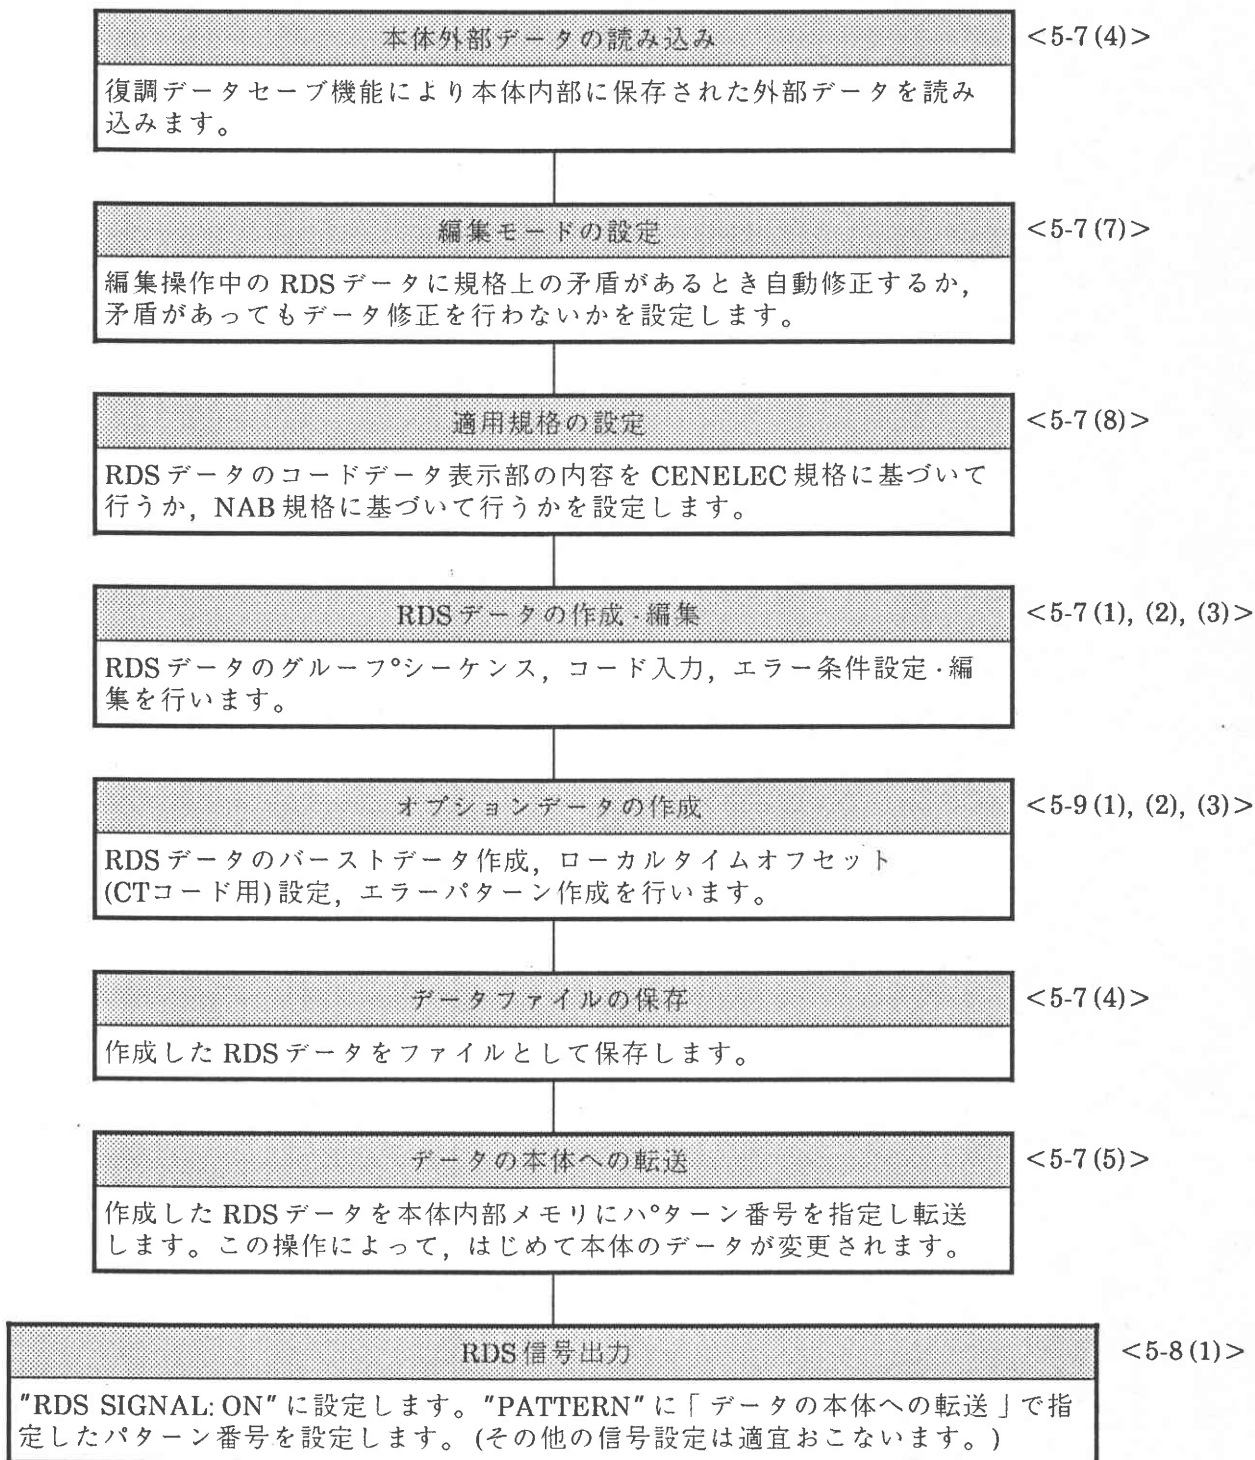 本体外部データの読み込み <5-7(4)>
復調データセーブ機能により本体内部に保存された外部データを読み
込みます。
編集モードの設定 <5-7(7)>
編集操作中の RDSデータに規格上の矛盾があるとき自動修正するか,
矛盾があってもデータ修正を行わないかを設定します。
適用規格の設定 <5-7(8)>
RDSデータのコードデータ表示部の内容を CENELEC規格に基づいて
行うか, NAB規格に基づいて行うかを設定します。
RDSデータの作成·編集 <5-7(1), (2), (3)>
RDSデータのグルーフ°シーケンス, コード入力, エラー条件設定·編
集を行います。
オプションデータの作成 <5-9(1), (2), (3)>
RDSデータのバーストデータ作成, ローカルタイムオフセット
(CTコード用)設定, エラーパターン作成を行います。
データファイルの保存 <5-7(4)>
作成した RDSデータをファイルとして保存します。
データの本体への転送 <5-7(5)>
作成した RDSデータを本体内部メモリにハ°ターン番号を指定し転送
します。この操作によって, はじめて本体のデータが変更されます。
RDS信号出力 <5-8(1)>
"RDS SIGNAL: ON" に設定します。"PATTERN" に「データの本体への転送」で指
定したパターン番号を設定します。(その他の信号設定は適宜おこないます。)